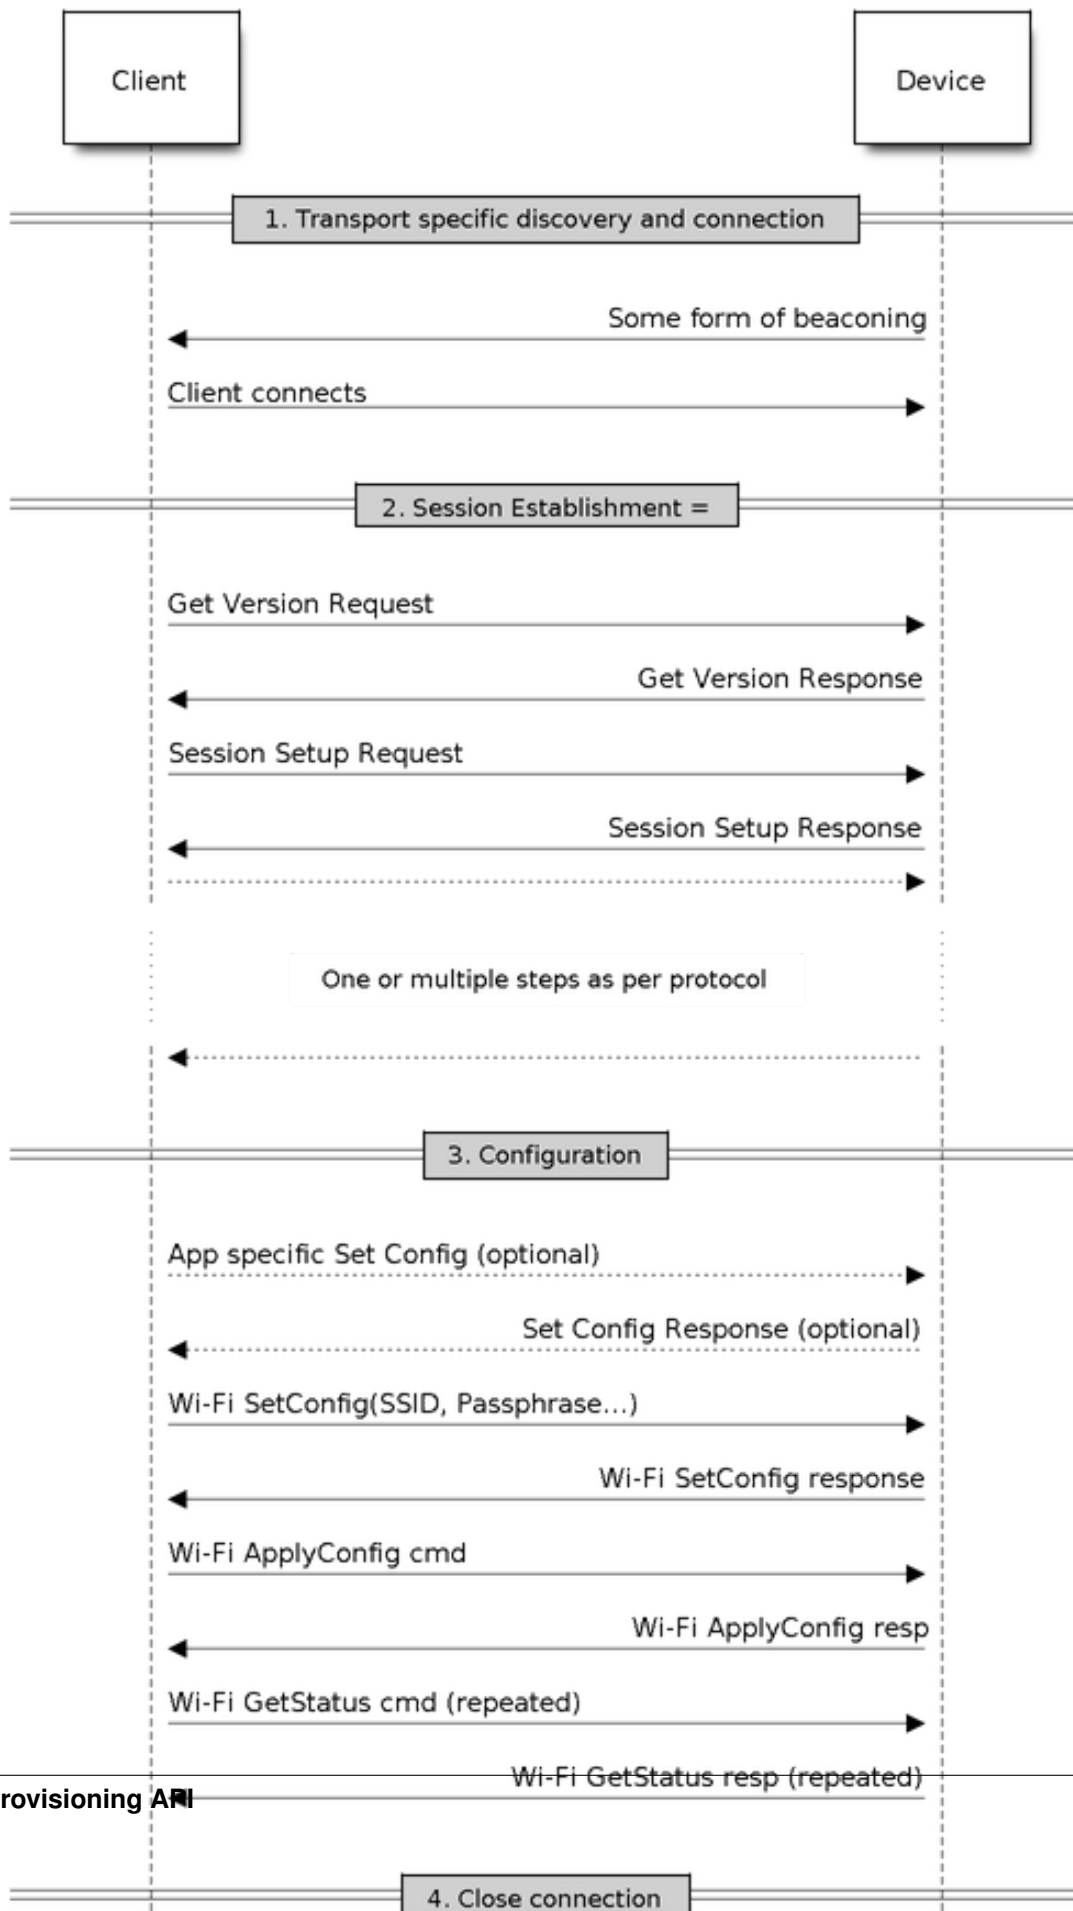 Client
Device
1. Transport specific discovery and connection
Some form of beaconing
Client connects
2. Session Establishment =
Get Version Request
Get Version Response
Session Setup Request
Session Setup Response
One or multiple steps as per protocol
3. Configuration
App specific Set Config (optional)
Set Config Response (optional)
Wi-Fi SetConfig(SSID, Passphrase...)
Wi-Fi SetConfig response
Wi-Fi ApplyConfig cmd
Wi-Fi ApplyConfig resp
Wi-Fi GetStatus cmd (repeated)
Wi-Fi GetStatus resp (repeated)
rovisioning API
4. Close connection